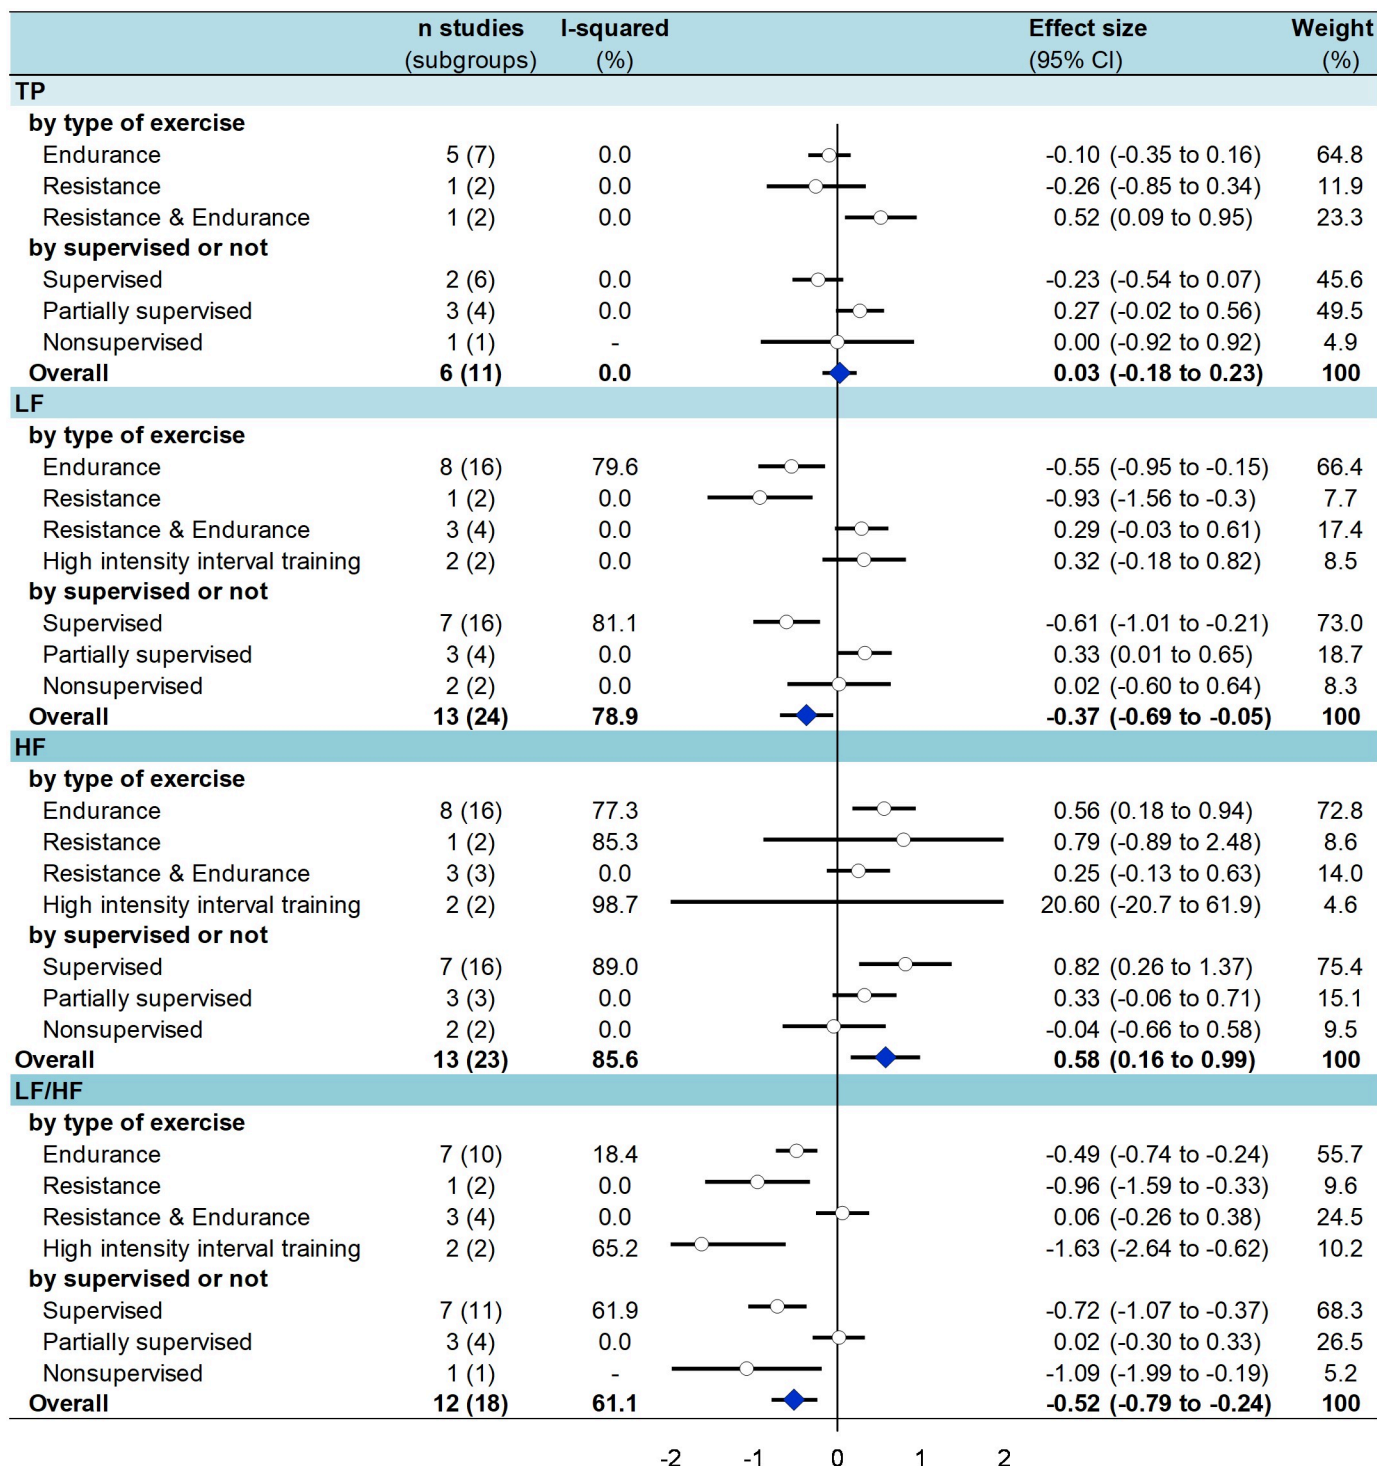 n studies I-squared Effect size Weight
(subgroups) (%) (95% CI) (%)
TP
by type of exercise
Endurance 5 (7) 0.0 -0.10 (-0.35 to 0.16) 64.8
Resistance 1 (2) 0.0 -0.26 (-0.85 to 0.34) 11.9
Resistance & Endurance 1 (2) 0.0 0.52 (0.09 to 0.95) 23.3
by supervised or not
Supervised 2 (6) 0.0 -0.23 (-0.54 to 0.07) 45.6
Partially supervised 3 (4) 0.0 0.27 (-0.02 to 0.56) 49.5
Nonsupervised 1 (1) - 0.00 (-0.92 to 0.92) 4.9
Overall 6 (11) 0.0 0.03 (-0.18 to 0.23) 100
LF
by type of exercise
Endurance 8 (16) 79.6 -0.55 (-0.95 to -0.15) 66.4
Resistance 1 (2) 0.0 -0.93 (-1.56 to -0.3) 7.7
Resistance & Endurance 3 (4) 0.0 0.29 (-0.03 to 0.61) 17.4
High intensity interval training 2 (2) 0.0 0.32 (-0.18 to 0.82) 8.5
by supervised or not
Supervised 7 (16) 81.1 -0.61 (-1.01 to -0.21) 73.0
Partially supervised 3 (4) 0.0 0.33 (0.01 to 0.65) 18.7
Nonsupervised 2 (2) 0.0 0.02 (-0.60 to 0.64) 8.3
Overall 13 (24) 78.9 -0.37 (-0.69 to -0.05) 100
HF
by type of exercise
Endurance 8 (16) 77.3 0.56 (0.18 to 0.94) 72.8
Resistance 1 (2) 85.3 0.79 (-0.89 to 2.48) 8.6
Resistance & Endurance 3 (3) 0.0 0.25 (-0.13 to 0.63) 14.0
High intensity interval training 2 (2) 98.7 20.60 (-20.7 to 61.9) 4.6
by supervised or not
Supervised 7 (16) 89.0 0.82 (0.26 to 1.37) 75.4
Partially supervised 3 (3) 0.0 0.33 (-0.06 to 0.71) 15.1
Nonsupervised 2 (2) 0.0 -0.04 (-0.66 to 0.58) 9.5
Overall 13 (23) 85.6 0.58 (0.16 to 0.99) 100
LF/HF
by type of exercise
Endurance 7 (10) 18.4 -0.49 (-0.74 to -0.24) 55.7
Resistance 1 (2) 0.0 -0.96 (-1.59 to -0.33) 9.6
Resistance & Endurance 3 (4) 0.0 0.06 (-0.26 to 0.38) 24.5
High intensity interval training 2 (2) 65.2 -1.63 (-2.64 to -0.62) 10.2
by supervised or not
Supervised 7 (11) 61.9 -0.72 (-1.07 to -0.37) 68.3
Partially supervised 3 (4) 0.0 0.02 (-0.30 to 0.33) 26.5
Nonsupervised 1 (1) - -1.09 (-1.99 to -0.19) 5.2
Overall 12 (18) 61.1 -0.52 (-0.79 to -0.24) 100
-2 -1 0 1 2